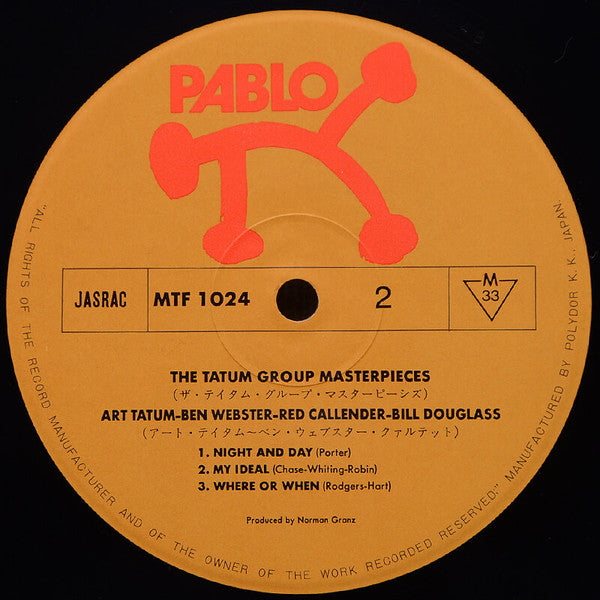 PABLO
JASRAC
MTF 1024
2
M
33
THE TATUM GROUP MASTERPIECES
(ザ・テイタム・グループ・マスターピーシズ)
ART TATUM-BEN WEBSTER-RED CALLENDER-BILL DOUGLASS
(アート・テイタム〜ベン・ウェブスター・クァルテット)
1. NIGHT AND DAY (Porter)
2. MY IDEAL (Chase-Whiting-Robin)
3. WHERE OR WHEN (Rodgers-Hart)
Produced by Norman Granz
"ALL RIGHTS OF THE RECORD MANUFACTURER AND OF THE OWNER OF THE WORK RECORDED RESERVED." MANUFACTURED BY POLYDOR K. K., JAPAN